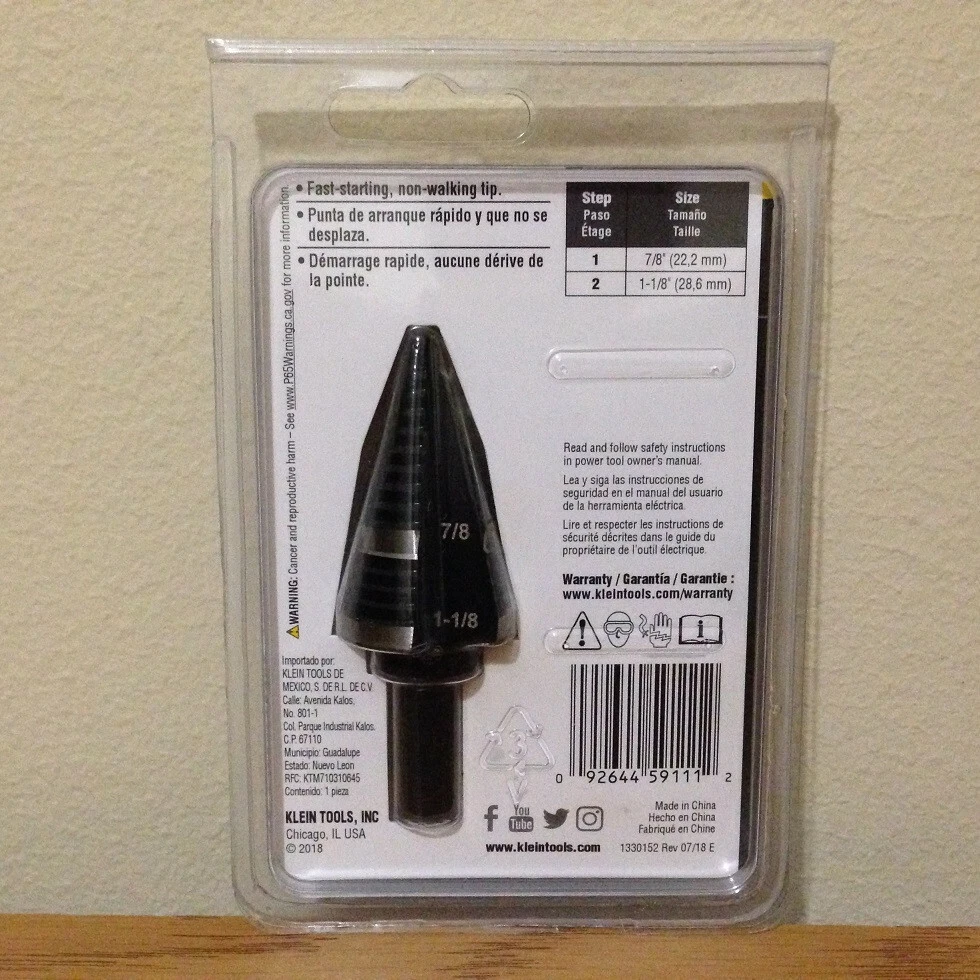 • Fast-starting, non-walking tip.
• Punta de arranque rápido y que no se
desplaza.
• Démarrage rapide, aucune dérive de
la pointe.
Step Size
Paso Tamaño
Étage Taille
1 7/8" (22,2 mm)
2 1-1/8" (28,6 mm)
⚠WARNING: Cancer and reproductive harm – See www.P65Warnings.ca.gov for more information
7/8
1-1/8
Read and follow safety instructions
in power tool owner's manual.
Lea y siga las instrucciones de
seguridad en el manual del usuario
de la herramienta eléctrica.
Lire et respecter les instructions de
sécurité décrites dans le guide du
propriétaire de l'outil électrique.
Warranty / Garantía / Garantie :
www.kleintools.com/warranty
Importado por:
KLEIN TOOLS DE
MEXICO, S. DE R.L. DE C.V.
Calle: Avenida Kalos,
No. 801-1
Col. Parque Industrial Kalos.
C.P. 67110
Municipio: Guadalupe
Estado: Nuevo Leon
RFC: KTM710310645
Contenido: 1 pieza
KLEIN TOOLS, INC
Chicago, IL USA
© 2018
3
0 92644 59111 2
You
Tube
www.kleintools.com
Made in China
Hecho en China
Fabriqué en Chine
1330152 Rev 07/18 E